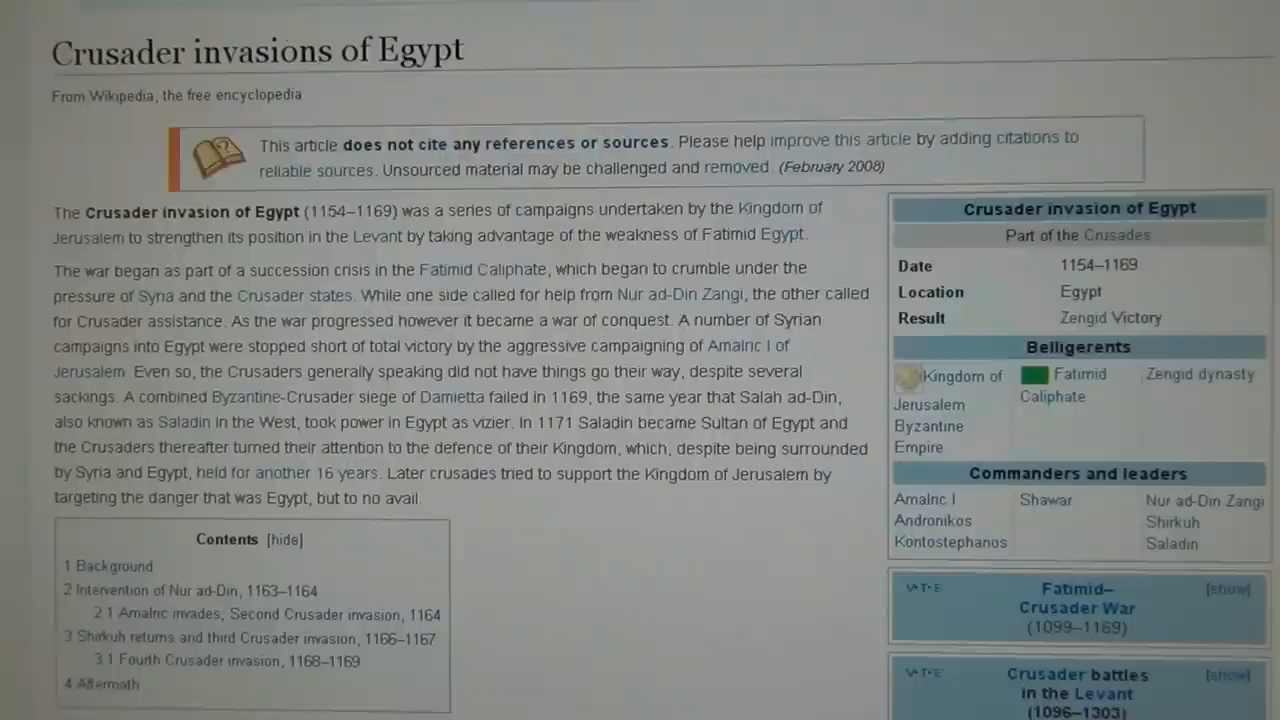 Crusader invasions of Egypt
From Wikipedia, the free encyclopedia
This article does not cite any references or sources. Please help improve this article by adding citations to
reliable sources. Unsourced material may be challenged and removed. (February 2008)
The Crusader invasion of Egypt (1154–1169) was a series of campaigns undertaken by the Kingdom of
Jerusalem to strengthen its position in the Levant by taking advantage of the weakness of Fatimid Egypt.
The war began as part of a succession crisis in the Fatimid Caliphate, which began to crumble under the
pressure of Syria and the Crusader states. While one side called for help from Nur ad-Din Zangi, the other called
for Crusader assistance. As the war progressed however it became a war of conquest. A number of Syrian
campaigns into Egypt were stopped short of total victory by the aggressive campaigning of Amalric I of
Jerusalem. Even so, the Crusaders generally speaking did not have things go their way, despite several
sackings. A combined Byzantine-Crusader siege of Damietta failed in 1169, the same year that Salah ad-Din,
also known as Saladin in the West, took power in Egypt as vizier. In 1171 Saladin became Sultan of Egypt and
the Crusaders thereafter turned their attention to the defence of their Kingdom, which, despite being surrounded
by Syria and Egypt, held for another 16 years. Later crusades tried to support the Kingdom of Jerusalem by
targeting the danger that was Egypt, but to no avail.
Contents [hide]
1 Background
2 Intervention of Nur ad-Din, 1163–1164
2.1 Amalric invades; Second Crusader invasion, 1164
3 Shirkuh returns and third Crusader invasion, 1166–1167
3.1 Fourth Crusader invasion, 1168–1169
4 Aftermath
Crusader invasion of Egypt
Part of the Crusades
Date 1154–1169
Location Egypt
Result Zengid Victory
Belligerents
Kingdom of Jerusalem
Byzantine Empire
Fatimid Caliphate
Zengid dynasty
Commanders and leaders
Amalric I
Andronikos Kontostephanos
Shawar
Nur ad-Din Zangi
Shirkuh
Saladin
V·T·E Fatimid– [show]
Crusader War
(1099–1169)
V·T·E Crusader battles [show]
in the Levant
(1096–1303)